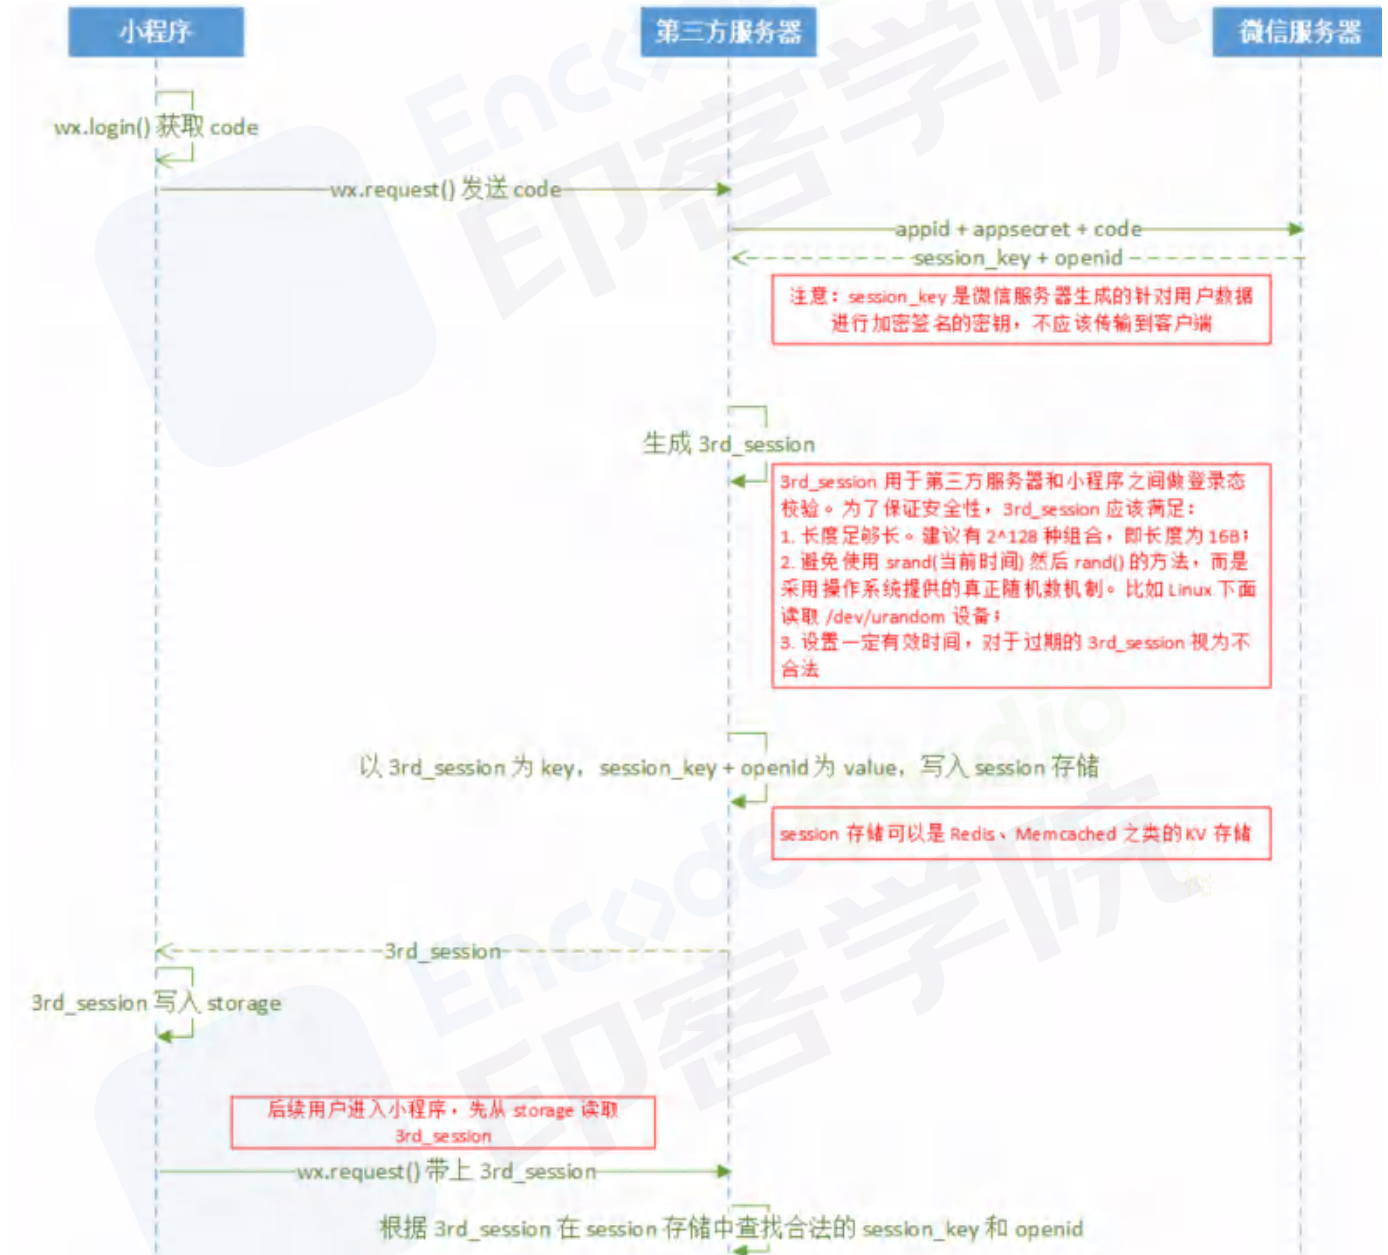 小程序
第三方服务器
微信服务器
wx.login() 获取 code
wx.request() 发送 code
appid + appsecret + code
session_key + openid
注意：session_key 是微信服务器生成的针对用户数据
进行加密签名的密钥，不应该传输到客户端
生成 3rd_session
3rd_session 用于第三方服务器和小程序之间做登录态
校验。为了保证安全性，3rd_session 应该满足：
1. 长度足够长。建议有 2^128 种组合，即长度为 16B；
2. 避免使用 srand(当前时间) 然后 rand() 的方法，而是
采用操作系统提供的真正随机数机制。比如 Linux 下面
读取 /dev/urandom 设备；
3. 设置一定有效时间，对于过期的 3rd_session 视为不
合法
以 3rd_session 为 key，session_key + openid 为 value，写入 session 存储
session 存储可以是 Redis、Memcached 之类的 KV 存储
3rd_session
3rd_session 写入 storage
后续用户进入小程序，先从 storage 读取
3rd_session
wx.request() 带上 3rd_session
根据 3rd_session 在 session 存储中查找合法的 session_key 和 openid
Encode
印客学院
EncodeStudio
印客学院